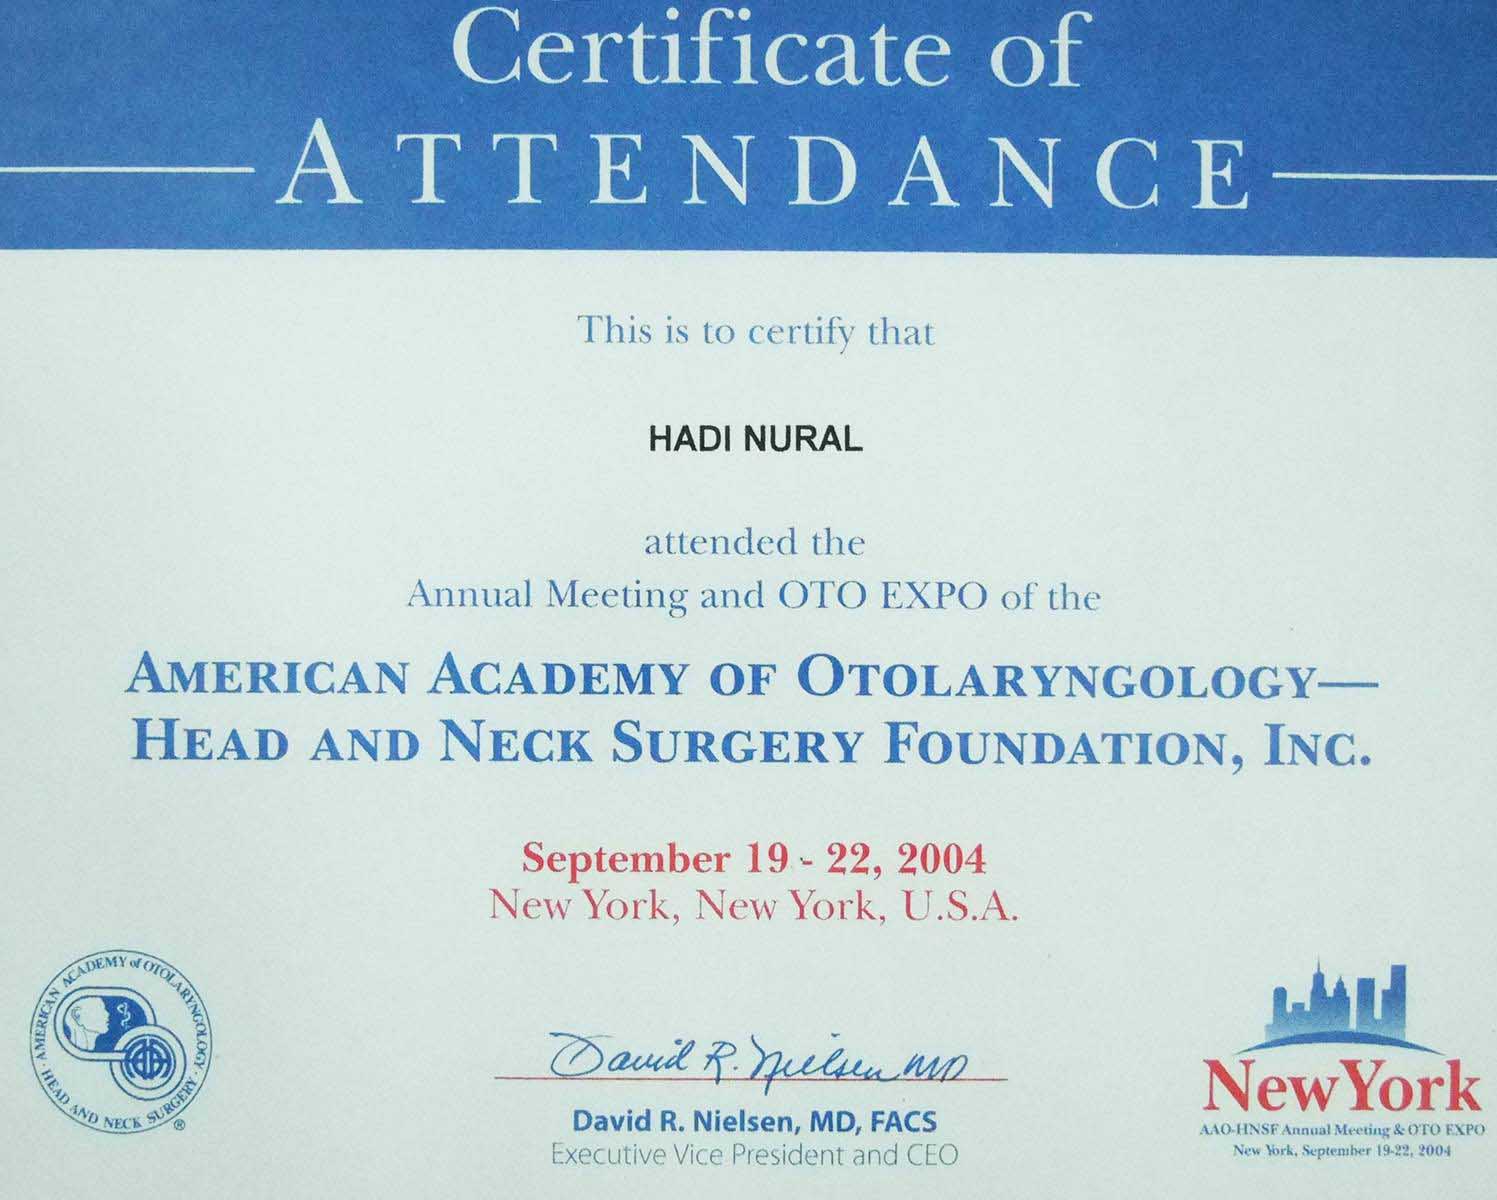 Certificate of
ATTENDANCE
This is to certify that
HADI NURAL
attended the
Annual Meeting and OTO EXPO of the
AMERICAN ACADEMY OF OTOLARYNGOLOGY—
HEAD AND NECK SURGERY FOUNDATION, INC.
September 19 - 22, 2004
New York, New York, U.S.A.
AMERICAN ACADEMY of OTOLARYNGOLOGY · HEAD AND NECK SURGERY ·
®
David R. Nielsen MD
David R. Nielsen, MD, FACS
Executive Vice President and CEO
New York
AAO-HNSF Annual Meeting & OTO EXPO
New York, September 19-22, 2004